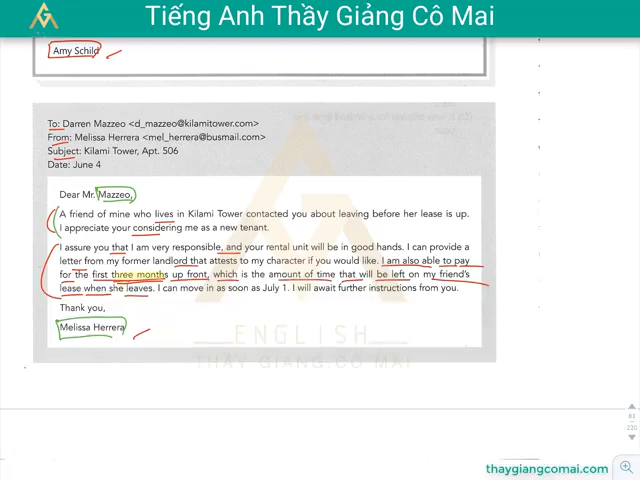 Tiếng Anh Thầy Giảng Cô Mai
Amy Schild
To: Darren Mazzeo <d_mazzeo@kilamitower.com>
From: Melissa Herrera <mel_herrera@busmail.com>
Subject: Kilami Tower, Apt. 506
Date: June 4
Dear Mr. Mazzeo,
A friend of mine who lives in Kilami Tower contacted you about leaving before her lease is up.
I appreciate your considering me as a new tenant.
I assure you that I am very responsible, and your rental unit will be in good hands. I can provide a
letter from my former landlord that attests to my character if you would like. I am also able to pay
for the first three months up front, which is the amount of time that will be left on my friend's
lease when she leaves. I can move in as soon as July 1. I will await further instructions from you.
Thank you,
Melissa Herrera
ENGLISH
THẦY GIẢNG CÔ MAI
83
220
thaygiangcomai.com